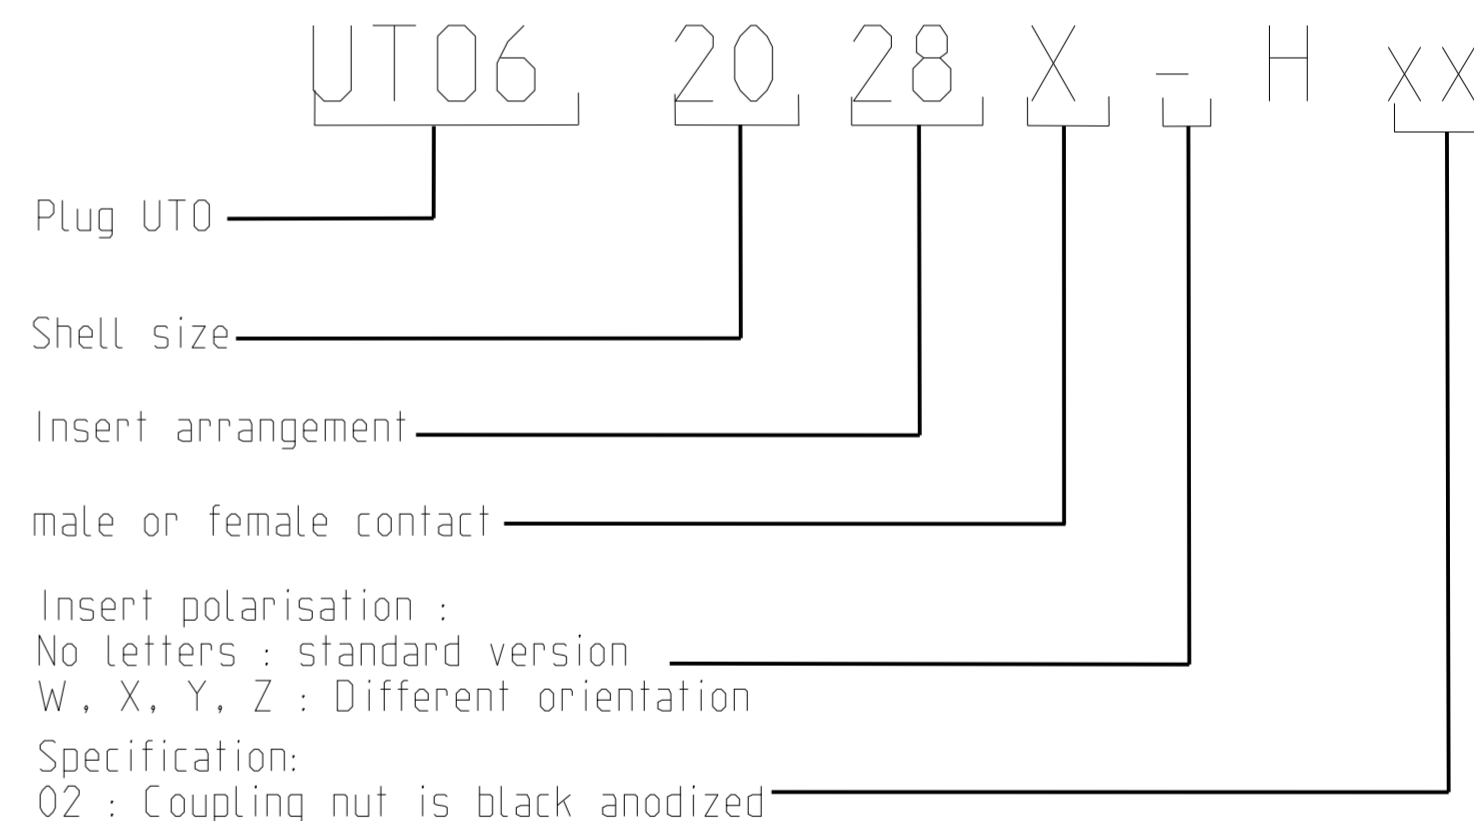 UTO6 20 28 X - H XX
Plug UTO
Shell size
Insert arrangement
male or female contact
Insert polarisation :
No letters : standard version
W, X, Y, Z : Different orientation
Specification:
02 : Coupling nut is black anodized